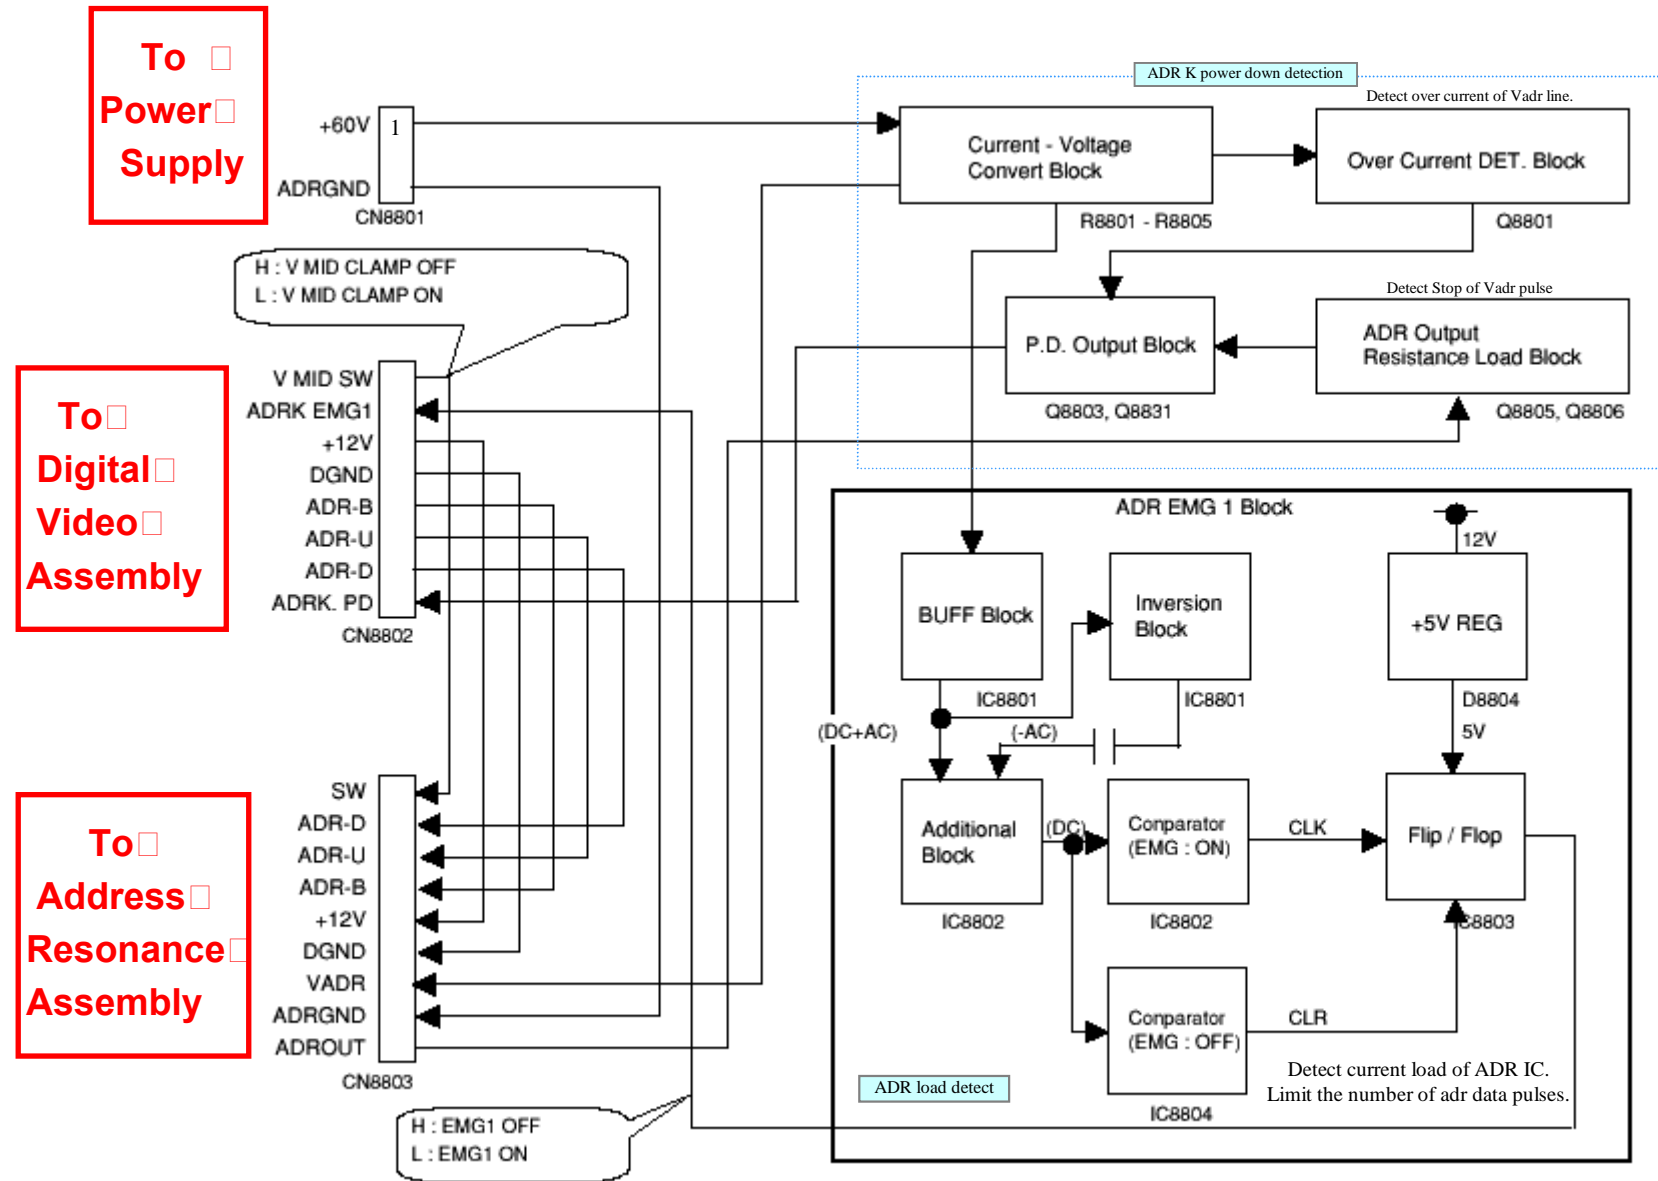 To
Power
Supply
+60V
1
ADRGND
CN8801
H : V MID CLAMP OFF
L : V MID CLAMP ON
To
Digital
Video
Assembly
V MID SW
ADRK EMG1
+12V
DGND
ADR-B
ADR-U
ADR-D
ADRK. PD
CN8802
To
Address
Resonance
Assembly
SW
ADR-D
ADR-U
ADR-B
+12V
DGND
VADR
ADRGND
ADROUT
CN8803
H : EMG1 OFF
L : EMG1 ON
ADR K power down detection
Detect over current of Vadr line.
Current - Voltage
Convert Block
R8801 - R8805
Over Current DET. Block
Q8801
P.D. Output Block
Q8803, Q8831
Detect Stop of Vadr pulse
ADR Output
Resistance Load Block
Q8805, Q8806
ADR EMG 1 Block
12V
BUFF Block
IC8801
Inversion
Block
IC8801
+5V REG
D8804
5V
(DC+AC)
(-AC)
Additional
Block
IC8802
(DC)
Conparator
(EMG : ON)
IC8802
CLK
Flip / Flop
IC8803
Conparator
(EMG : OFF)
IC8804
CLR
ADR load detect
Detect current load of ADR IC.
Limit the number of adr data pulses.